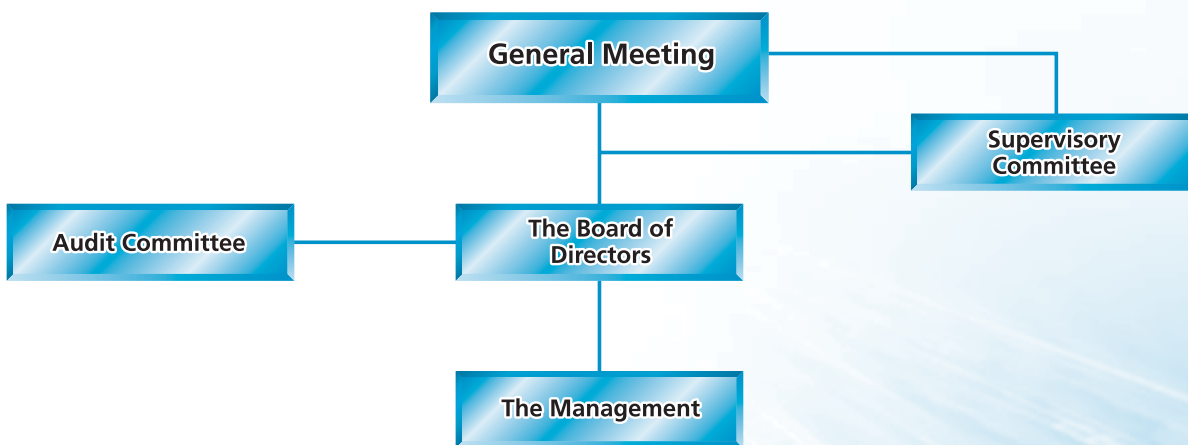 General Meeting
Supervisory
Committee
Audit Committee
The Board of
Directors
The Management